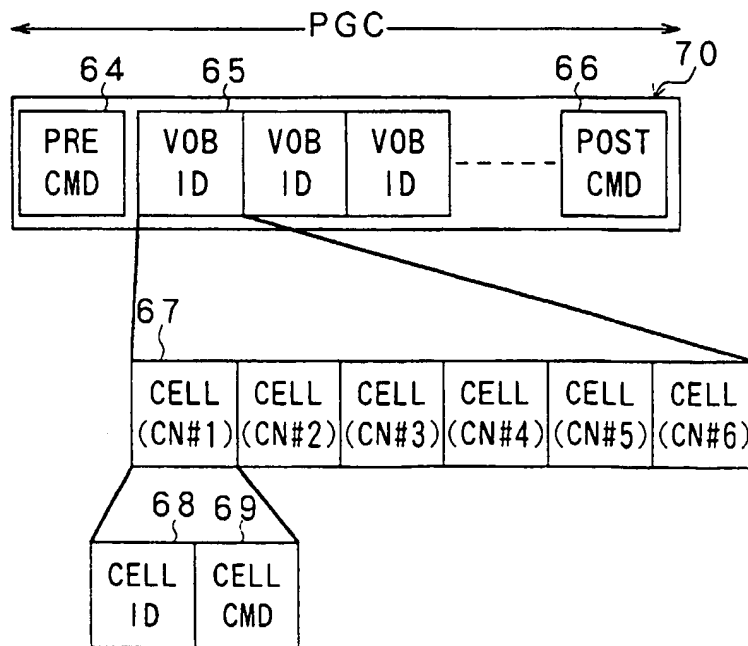 PGC
64 65 66 70
PRE CMD VOB ID VOB ID VOB ID POST CMD
67
CELL (CN#1) CELL (CN#2) CELL (CN#3) CELL (CN#4) CELL (CN#5) CELL (CN#6)
68 69
CELL ID CELL CMD